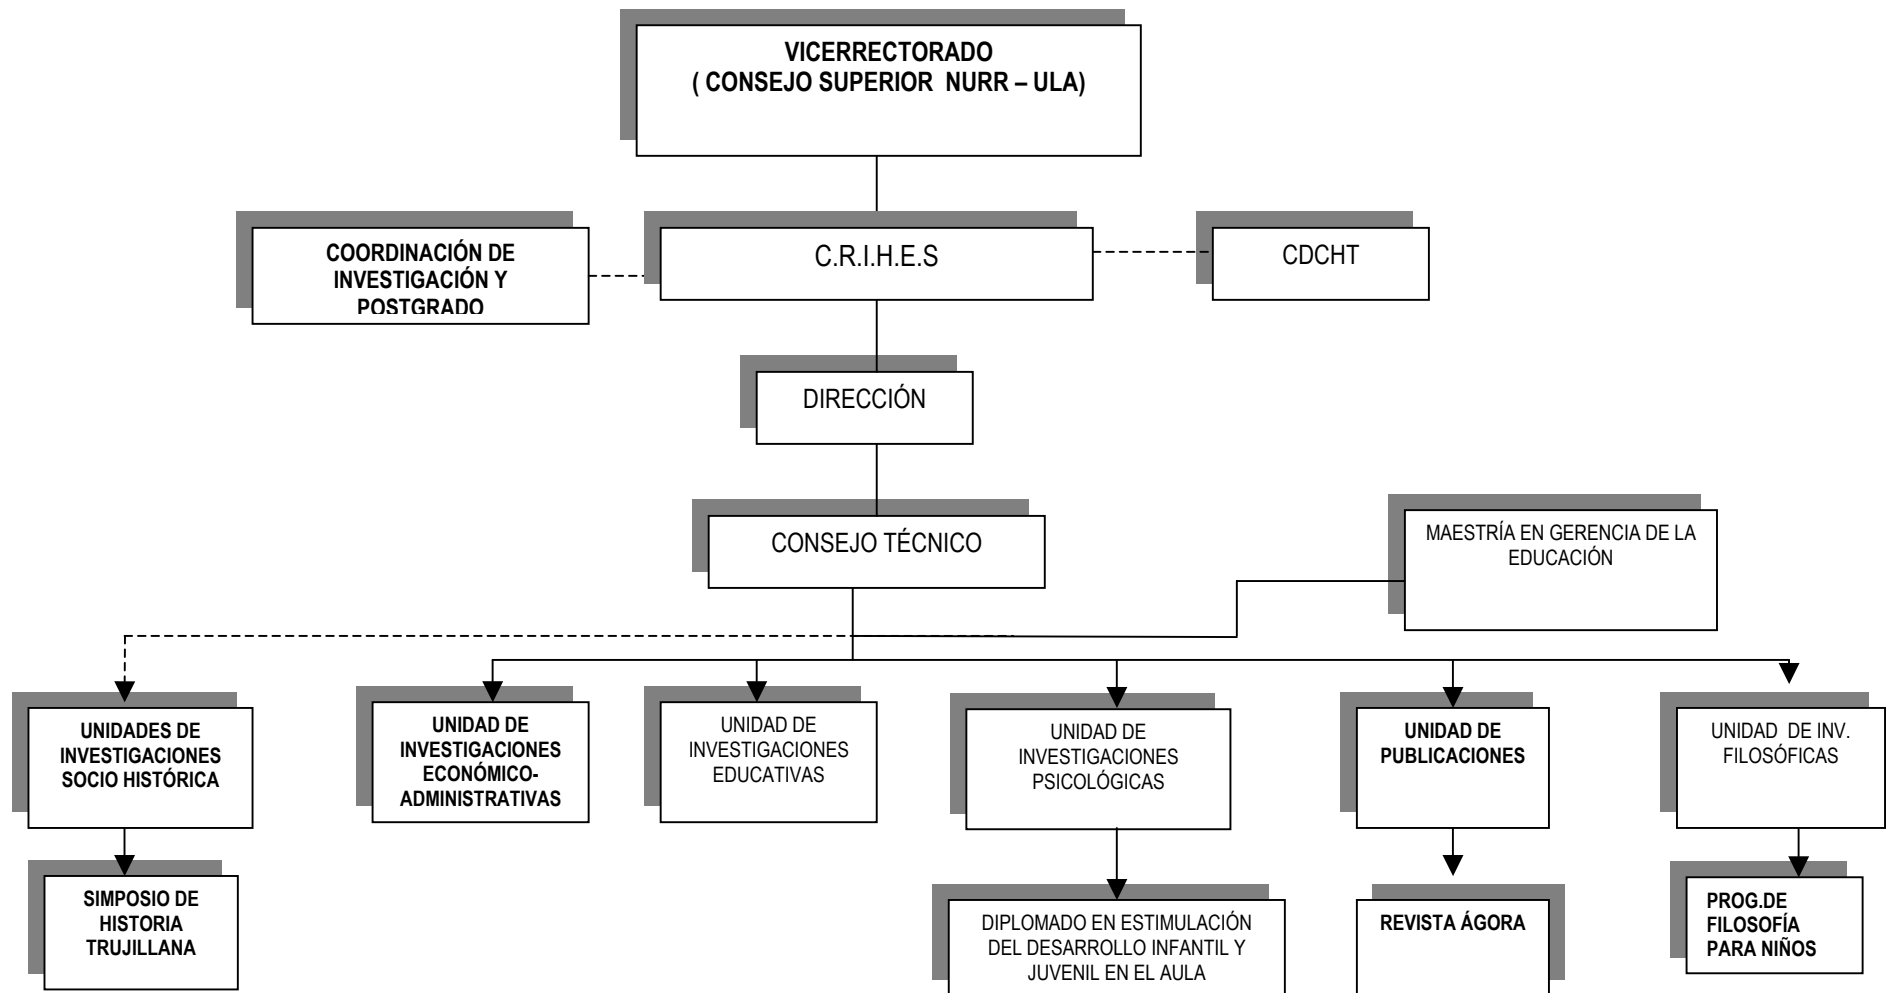 VICERRECTORADO
( CONSEJO SUPERIOR NURR – ULA)
COORDINACIÓN DE
INVESTIGACIÓN Y
POSTGRADO
C.R.I.H.E.S
CDCHT
DIRECCIÓN
CONSEJO TÉCNICO
MAESTRÍA EN GERENCIA DE LA
EDUCACIÓN
UNIDADES DE
INVESTIGACIONES
SOCIO HISTÓRICA
UNIDAD DE
INVESTIGACIONES
ECONÓMICO-
ADMINISTRATIVAS
UNIDAD DE
INVESTIGACIONES
EDUCATIVAS
UNIDAD DE
INVESTIGACIONES
PSICOLÓGICAS
UNIDAD DE
PUBLICACIONES
UNIDAD DE INV.
FILOSÓFICAS
SIMPOSIO DE
HISTORIA
TRUJILLANA
DIPLOMADO EN ESTIMULACIÓN
DEL DESARROLLO INFANTIL Y
JUVENIL EN EL AULA
REVISTA ÁGORA
PROG.DE
FILOSOFÍA
PARA NIÑOS